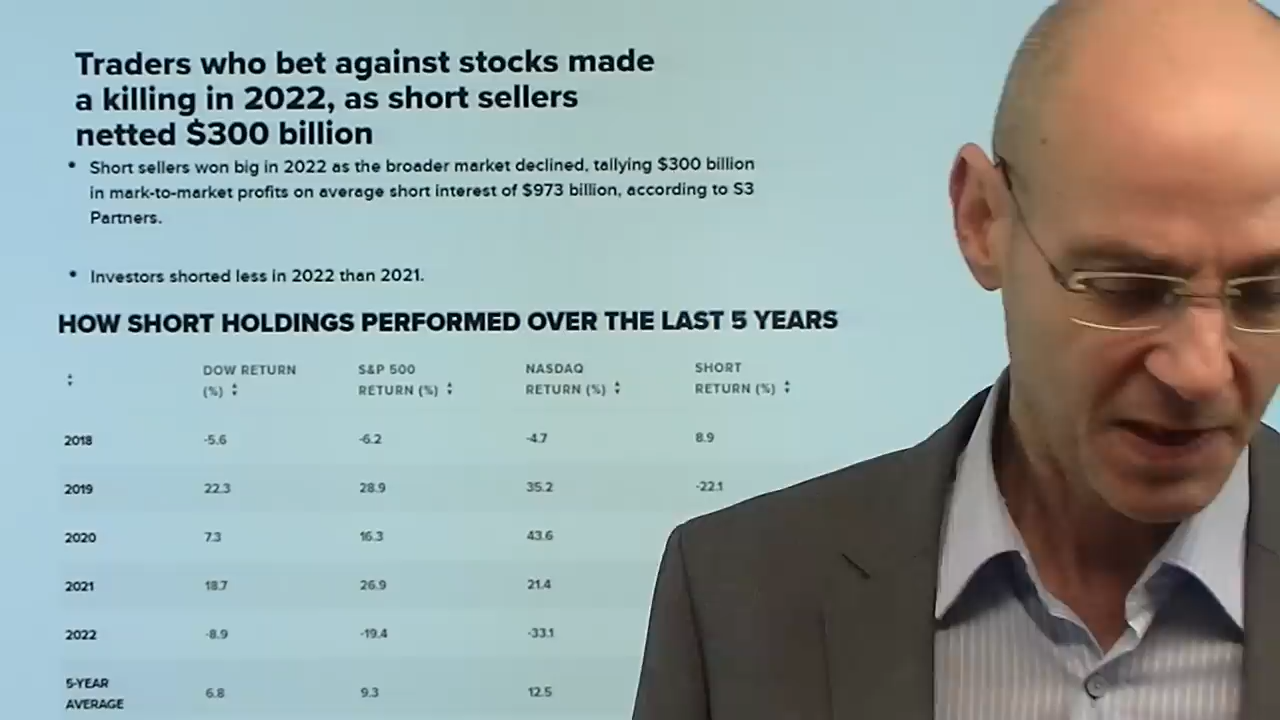 Traders who bet against stocks made
a killing in 2022, as short sellers
netted $300 billion
• Short sellers won big in 2022 as the broader market declined, tallying $300 billion
in mark-to-market profits on average short interest of $973 billion, according to S3
Partners.
• Investors shorted less in 2022 than 2021.
HOW SHORT HOLDINGS PERFORMED OVER THE LAST 5 YEARS
DOW RETURN (%) S&P 500 RETURN (%) NASDAQ RETURN (%) SHORT RETURN (%)
2018 -5.6 -6.2 -4.7 8.9
2019 22.3 28.9 35.2 -22.1
2020 7.3 16.3 43.6
2021 18.7 26.9 21.4
2022 -8.9 -19.4 -33.1
5-YEAR AVERAGE 6.8 9.3 12.5